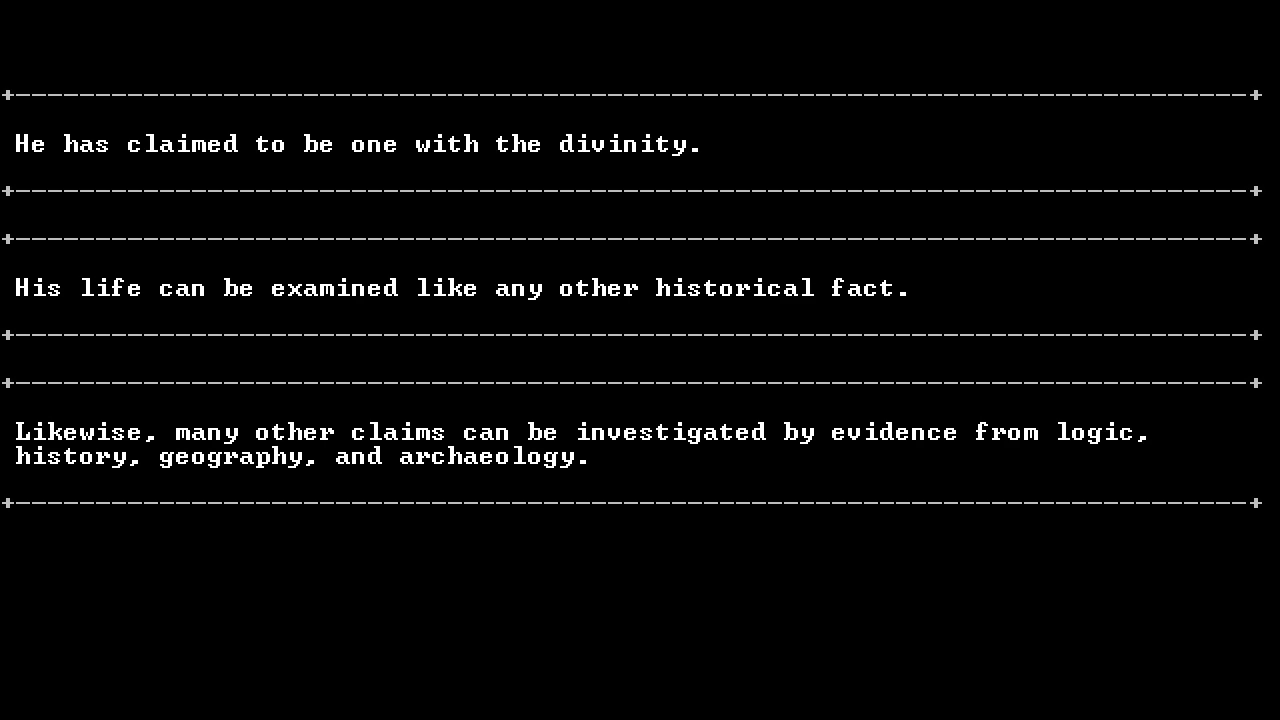 He has claimed to be one with the divinity.
His life can be examined like any other historical fact.
Likewise, many other claims can be investigated by evidence from logic,
history, geography, and archaeology.